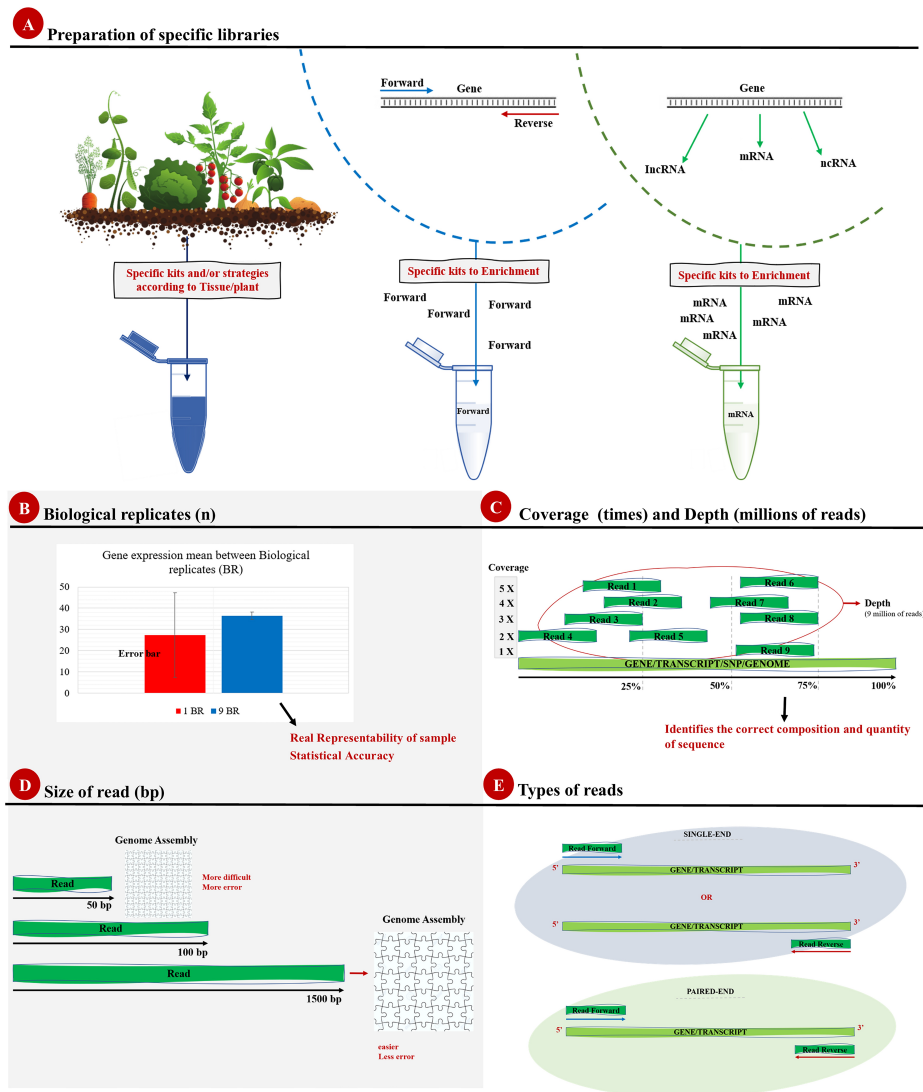 A
Preparation of specific libraries
Forward
Gene
Reverse
Gene
lncRNA
mRNA
ncRNA
Specific kits and/or strategies
according to Tissue/plant
Specific kits to Enrichment
Forward
Forward
Forward
Forward
Forward
Specific kits to Enrichment
mRNA
mRNA
mRNA
mRNA
mRNA
mRNA
B
Biological replicates (n)
Gene expression mean between Biological
replicates (BR)
50
40
30
20
10
0
Error bar
1 BR
9 BR
Real Representability of sample
Statistical Accuracy
C
Coverage (times) and Depth (millions of reads)
Coverage
5 X
4 X
3 X
2 X
1 X
Read 1
Read 6
Read 2
Read 7
Read 3
Read 8
Read 4
Read 5
Read 9
Depth
(9 million of reads)
GENE/TRANSCRIPT/SNP/GENOME
25%
50%
75%
100%
Identifies the correct composition and quantity
of sequence
D
Size of read (bp)
Genome Assembly
Read
50 bp
More difficult
More error
Read
100 bp
Read
1500 bp
Genome Assembly
easier
Less error
E
Types of reads
SINGLE-END
Read Forward
5'
GENE/TRANSCRIPT
3'
OR
5'
GENE/TRANSCRIPT
3'
Read Reverse
PAIRED-END
Read Forward
5'
GENE/TRANSCRIPT
3'
Read Reverse